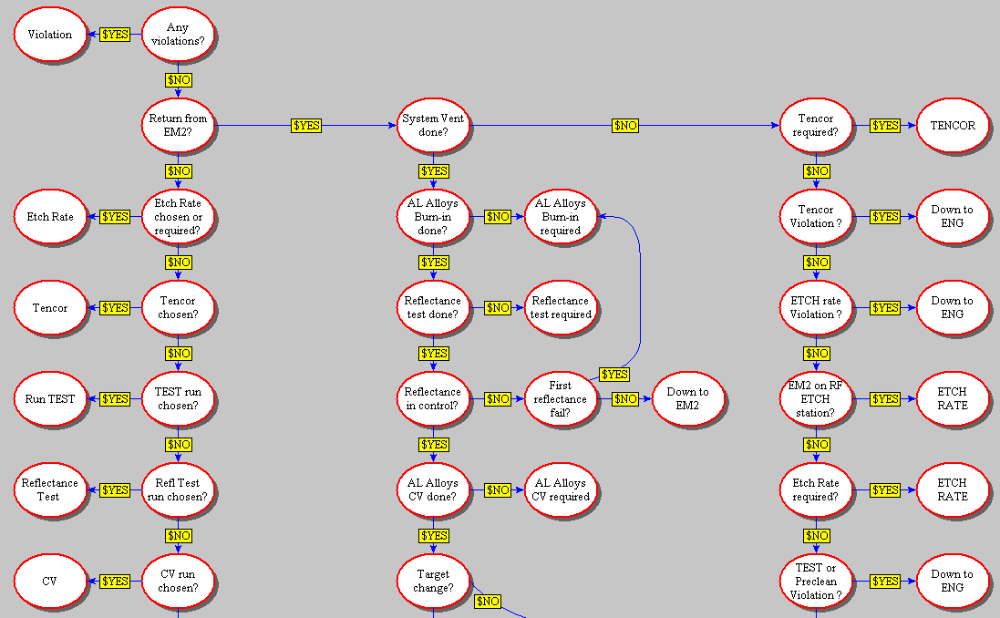 Violation
$YES
Any
violations?
$NO
Return from
EM2?
$YES
System Vent
done?
$NO
Tencor
required?
$YES
TENCOR
$NO
$YES
$NO
Etch Rate
$YES
Etch Rate
chosen or
required?
AL Alloys
Burn-in
done?
$NO
AL Alloys
Burn-in
required
Tencor
Violation ?
$YES
Down to
ENG
$NO
$YES
$NO
Tencor
$YES
Tencor
chosen?
Reflectance
test done?
$NO
Reflectance
test required
ETCH rate
Violation ?
$YES
Down to
ENG
$NO
$YES
$NO
$YES
Run TEST
$YES
TEST run
chosen?
Reflectance
in control?
$NO
First
reflectance
fail?
$NO
Down to
EM2
EM2 on RF
ETCH
station?
$YES
ETCH
RATE
$NO
$YES
$NO
Reflectance
Test
$YES
Refl Test
run chosen?
AL Alloys
CV done?
$NO
AL Alloys
CV required
Etch Rate
required?
$YES
ETCH
RATE
$NO
$YES
$NO
CV
$YES
CV run
chosen?
Target
change?
$NO
TEST or
Preclean
Violation ?
$YES
Down to
ENG